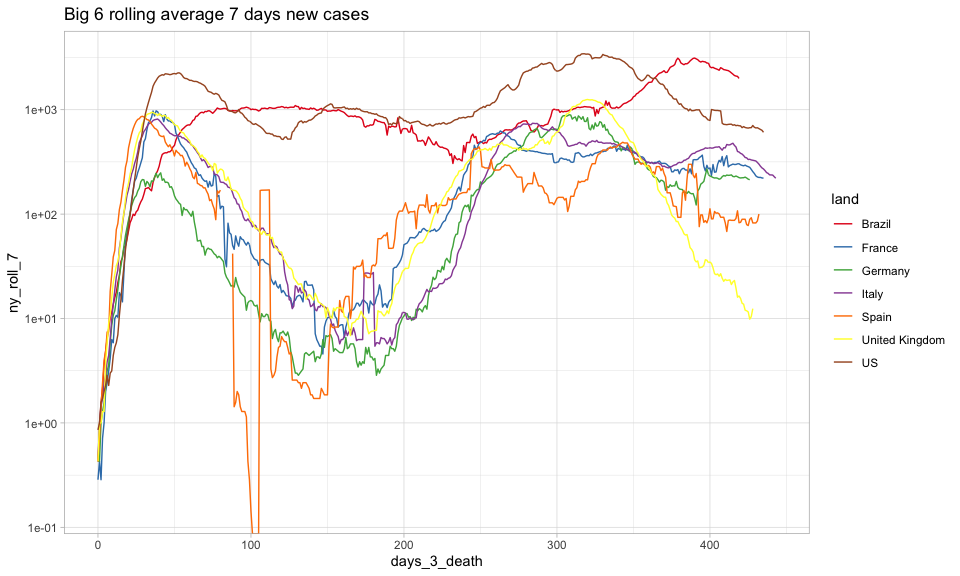 Big 6 rolling average 7 days new cases
ny_roll_7
1e+03
1e+02
1e+01
1e+00
1e-01
0 100 200 300 400
days_3_death
land
Brazil
France
Germany
Italy
Spain
United Kingdom
US